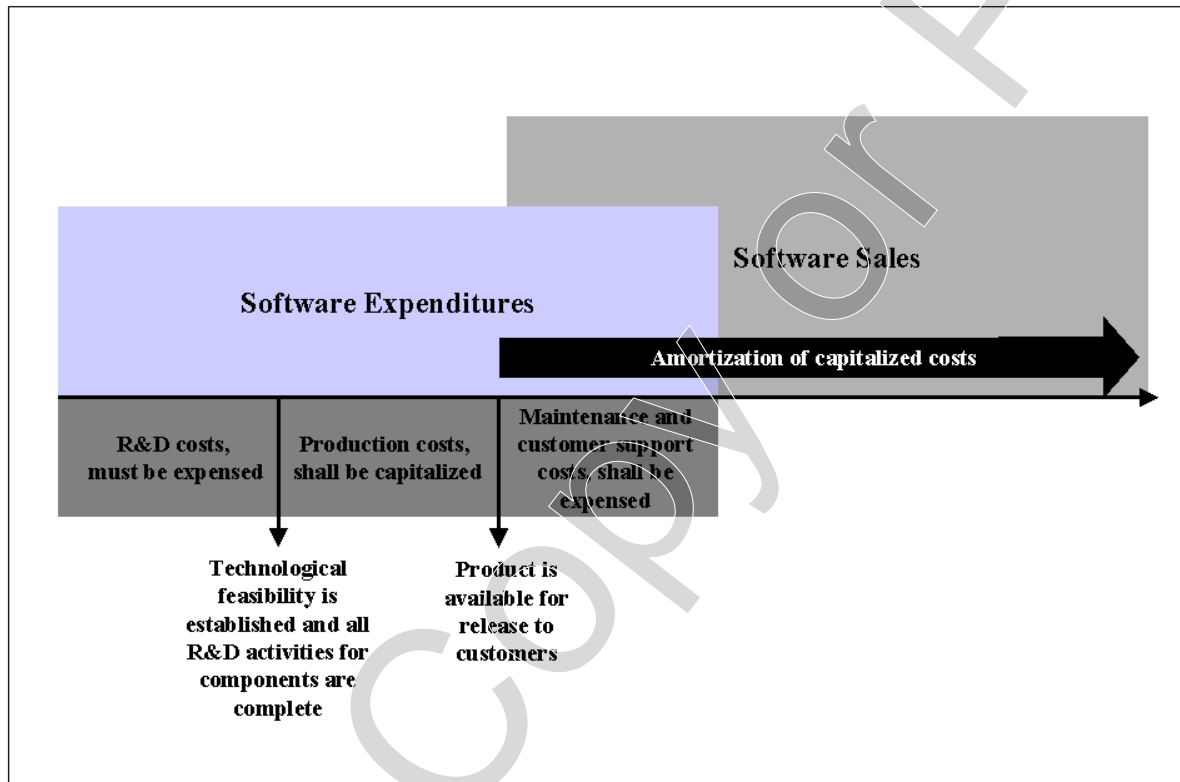 Software Sales
Software Expenditures
Amortization of capitalized costs
R&D costs,
must be expensed
Production costs,
shall be capitalized
Maintenance and
customer support
costs, shall be
expensed
Technological
feasibility is
established and all
R&D activities for
components are
complete
Product is
available for
release to
customers
Copy or